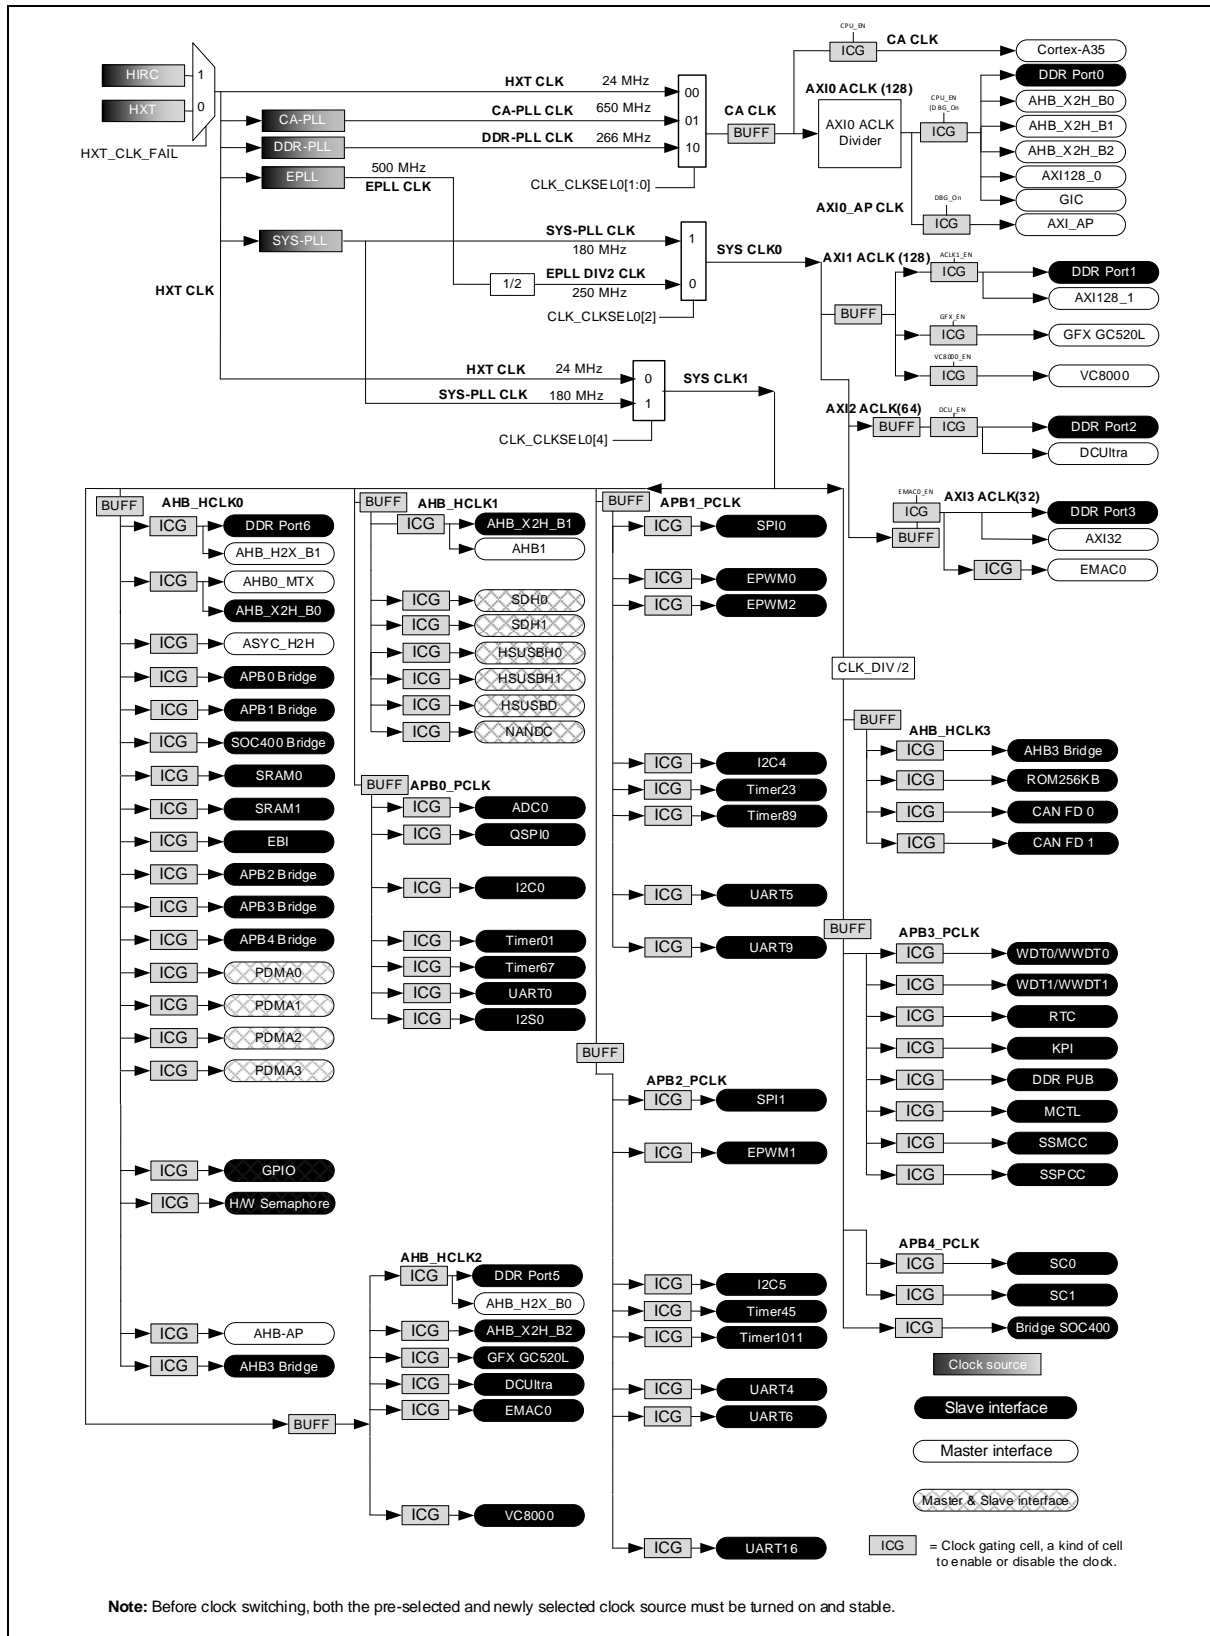 CPU_EN
CA CLK
ICG
Cortex-A35
HIRC
1
HXT
0
HXT_CLK_FAIL
HXT CLK
24 MHz
00
CA-PLL
CA-PLL CLK
650 MHz
01
DDR-PLL
DDR-PLL CLK
266 MHz
10
EPLL
500 MHz
EPLL CLK
CLK_CLKSEL0[1:0]
CA CLK
BUFF
AXI0 ACLK (128)
AXI0 ACLK
Divider
CPU_EN
|DBG_On
ICG
DDR Port0
AHB_X2H_B0
AHB_X2H_B1
AHB_X2H_B2
AXI128_0
GIC
AXI0_AP CLK
DBG_On
ICG
AXI_AP
SYS-PLL
SYS-PLL CLK
180 MHz
1
1/2
EPLL DIV2 CLK
250 MHz
0
CLK_CLKSEL0[2]
SYS CLK0
HXT CLK
AXI1 ACLK (128)
BUFF
ACLK1_EN
ICG
DDR Port1
AXI128_1
GFX_EN
ICG
GFX GC520L
VC8000_EN
ICG
VC8000
HXT CLK
24 MHz
0
SYS-PLL CLK
180 MHz
1
CLK_CLKSEL0[4]
SYS CLK1
AXI2 ACLK(64)
BUFF
DCU_EN
ICG
DDR Port2
DCUltra
EMAC0_EN
ICG
BUFF
AXI3 ACLK(32)
DDR Port3
AXI32
ICG
EMAC0
BUFF
AHB_HCLK0
ICG
DDR Port6
AHB_H2X_B1
ICG
AHB0_MTX
AHB_X2H_B0
ICG
ASYC_H2H
ICG
APB0 Bridge
ICG
APB1 Bridge
ICG
SOC400 Bridge
ICG
SRAM0
ICG
SRAM1
ICG
EBI
ICG
APB2 Bridge
ICG
APB3 Bridge
ICG
APB4 Bridge
ICG
PDMA0
ICG
PDMA1
ICG
PDMA2
ICG
PDMA3
ICG
GPIO
ICG
H/W Semaphore
ICG
AHB-AP
ICG
AHB3 Bridge
BUFF
AHB_HCLK1
ICG
AHB_X2H_B1
AHB1
ICG
SDH0
ICG
SDH1
ICG
HSUSBH0
ICG
HSUSBH1
ICG
HSUSBD
ICG
NANDC
BUFF
APB0_PCLK
ICG
ADC0
ICG
QSPI0
ICG
I2C0
ICG
Timer01
ICG
Timer67
ICG
UART0
ICG
I2S0
BUFF
AHB_HCLK2
ICG
DDR Port5
AHB_H2X_B0
ICG
AHB_X2H_B2
ICG
GFX GC520L
ICG
DCUltra
ICG
EMAC0
ICG
VC8000
BUFF
APB1_PCLK
ICG
SPI0
ICG
EPWM0
ICG
EPWM2
ICG
I2C4
ICG
Timer23
ICG
Timer89
ICG
UART5
ICG
UART9
BUFF
APB2_PCLK
ICG
SPI1
ICG
EPWM1
ICG
I2C5
ICG
Timer45
ICG
Timer1011
ICG
UART4
ICG
UART6
ICG
UART16
CLK_DIV /2
BUFF
AHB_HCLK3
ICG
AHB3 Bridge
ICG
ROM256KB
ICG
CAN FD 0
ICG
CAN FD 1
BUFF
APB3_PCLK
ICG
WDT0/WWDT0
ICG
WDT1/WWDT1
ICG
RTC
ICG
KPI
ICG
DDR PUB
ICG
MCTL
ICG
SSMCC
ICG
SSPCC
APB4_PCLK
ICG
SC0
ICG
SC1
ICG
Bridge SOC400
Clock source
Slave interface
Master interface
Master & Slave interface
ICG
= Clock gating cell, a kind of cell
to enable or disable the clock.
Note: Before clock switching, both the pre-selected and newly selected clock source must be turned on and stable.